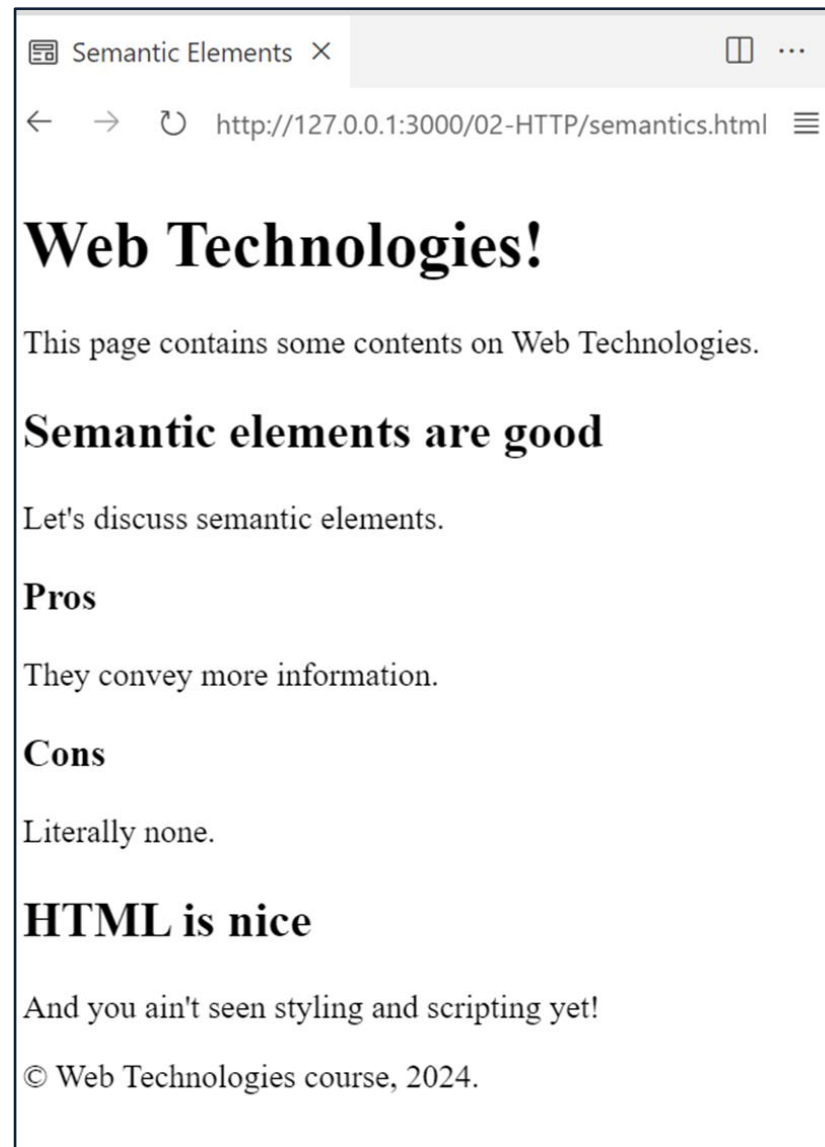 Semantic Elements
http://127.0.0.1:3000/02-HTTP/semantics.html
Web Technologies!
This page contains some contents on Web Technologies.
Semantic elements are good
Let's discuss semantic elements.
Pros
They convey more information.
Cons
Literally none.
HTML is nice
And you ain't seen styling and scripting yet!
© Web Technologies course, 2024.